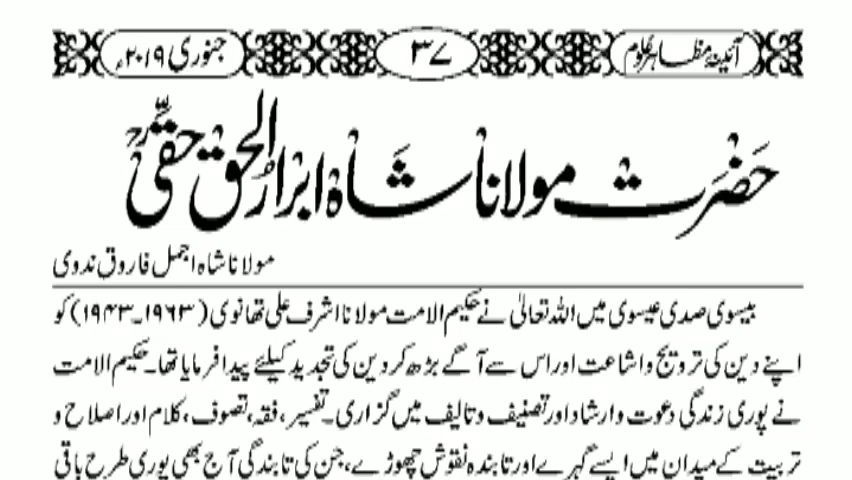 آئینۂ مظاہر علوم ۳۷ جنوری ۲۰۱۹ء
حضرت مولانا شاہ ابرار الحق حقیؒ
مولانا شاہ اجمل فاروق ندوی
بیسوی صدی عیسوی میں اللہ تعالیٰ نے حکیم الامت مولانا اشرف علی تھانوی (۱۹۶۳۔۱۹۴۳) کو
اپنے دین کی ترویج و اشاعت اور اس سے آگے بڑھ کر دین کی تجدید کیلئے پیدا فرمایا تھا۔ حکیم الامت
نے پوری زندگی دعوت و ارشاد اور تصنیف و تالیف میں گزاری۔ تفسیر، فقہ، تصوف، کلام اور اصلاح و
تربیت کے میدان میں ایسے گہرے اور تابندہ نقوش چھوڑے، جن کی تابندگی آج بھی پوری طرح باقی